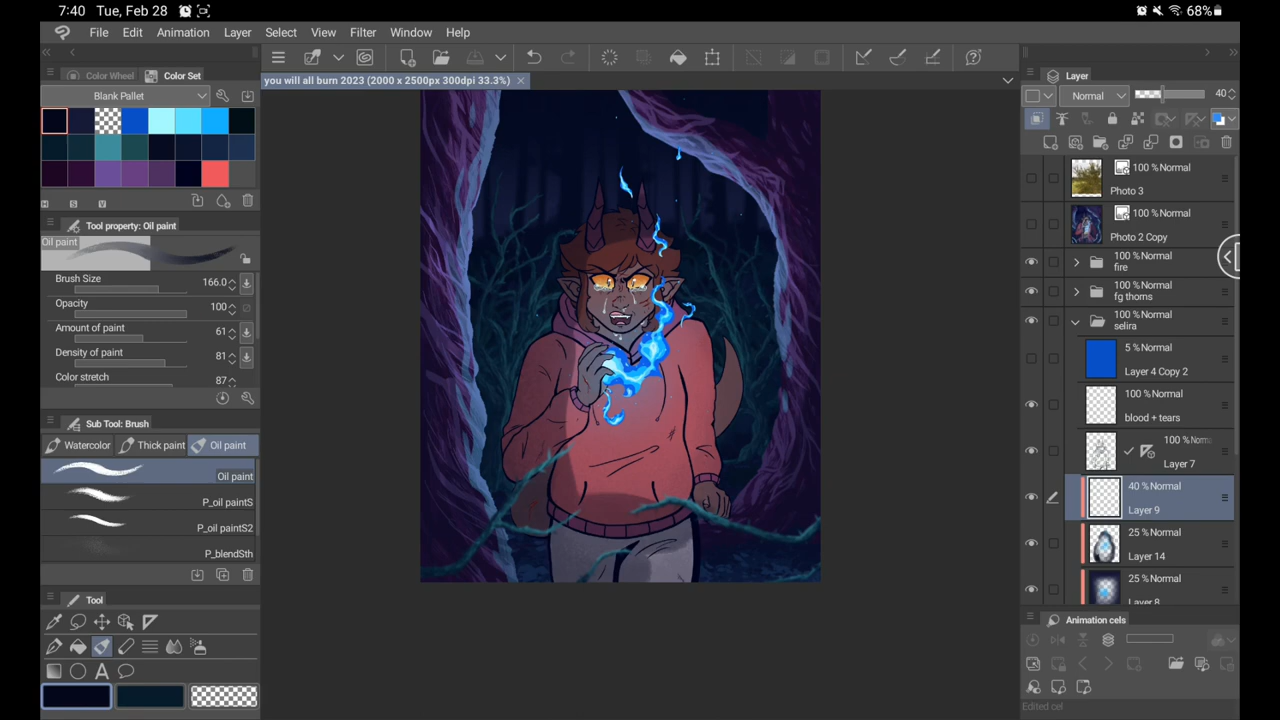 7:40 Tue, Feb 28
68%
File Edit Animation Layer Select View Filter Window Help
Color Wheel Color Set
Blank Pallet
you will all burn 2023 (2000 x 2500px 300dpi 33.3%)
H S V
Tool property: Oil paint
Oil paint
Brush Size 166.0
Opacity 100
Amount of paint 61
Density of paint 81
Color stretch 87
Sub Tool: Brush
Watercolor Thick paint Oil paint
Oil paint
P_oil paintS
P_oil paintS2
P_blendSth
Tool
Layer
Normal 40
100 %Normal
Photo 3
100 %Normal
Photo 2 Copy
100 %Normal
fire
100 %Normal
fg thorns
100 %Normal
selira
5 %Normal
Layer 4 Copy 2
100 %Normal
blood + tears
100 %Norm
Layer 7
40 %Normal
Layer 9
25 %Normal
Layer 14
25 %Normal
Layer 8
Animation cels
Edited cel